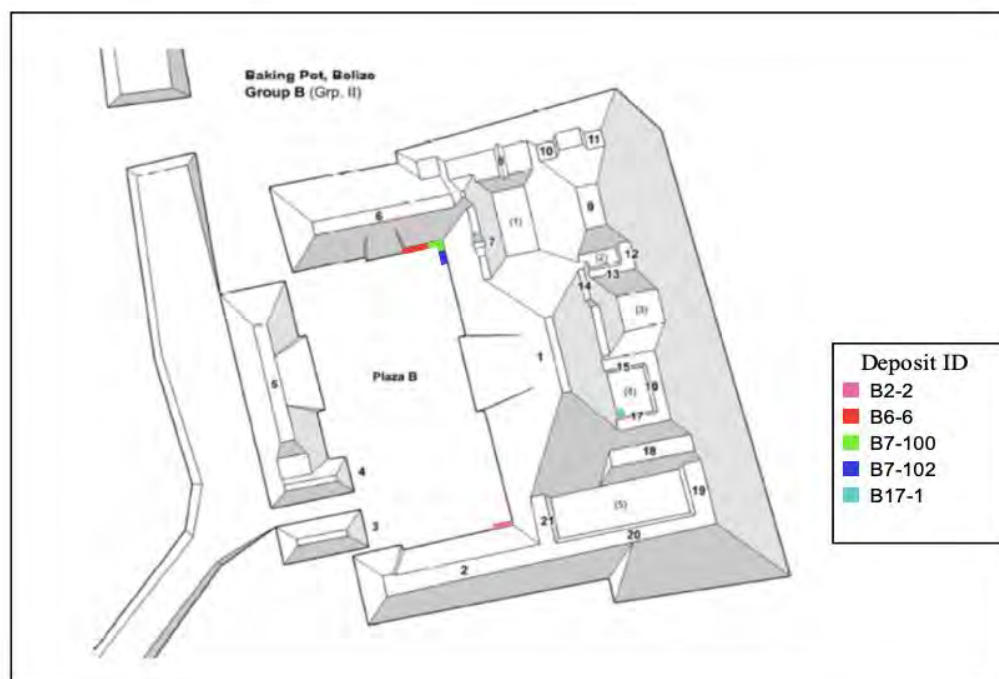 Baking Pot, Belize
Group B (Grp. II)
11
10
8
9
6
(1)
7
12
(2)
13
14
(3)
1
15
5
Plaza B
(4)
10
17
18
4
19
(5)
21
3
20
2
Deposit ID
B2-2
B6-6
B7-100
B7-102
B17-1